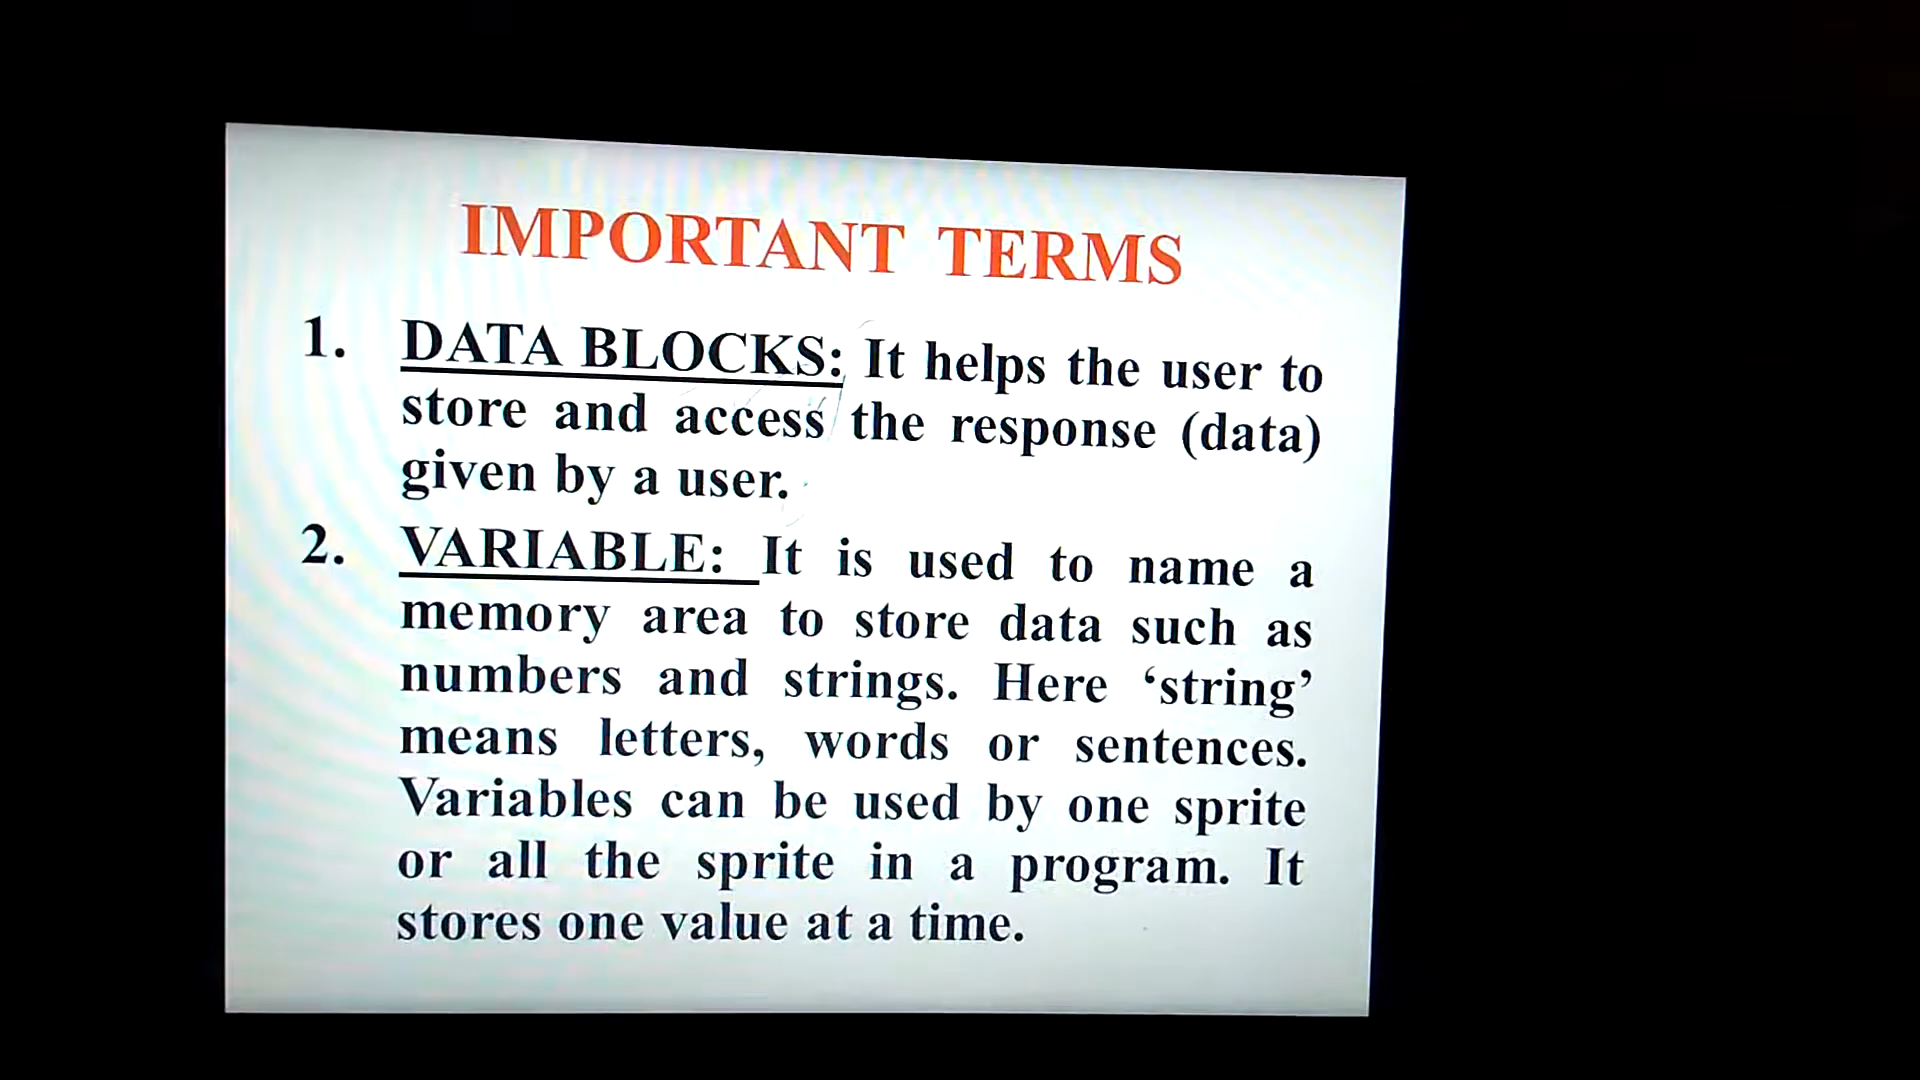 IMPORTANT TERMS
1. DATA BLOCKS: It helps the user to
store and access the response (data)
given by a user.
2. VARIABLE: It is used to name a
memory area to store data such as
numbers and strings. Here ‘string’
means letters, words or sentences.
Variables can be used by one sprite
or all the sprite in a program. It
stores one value at a time.